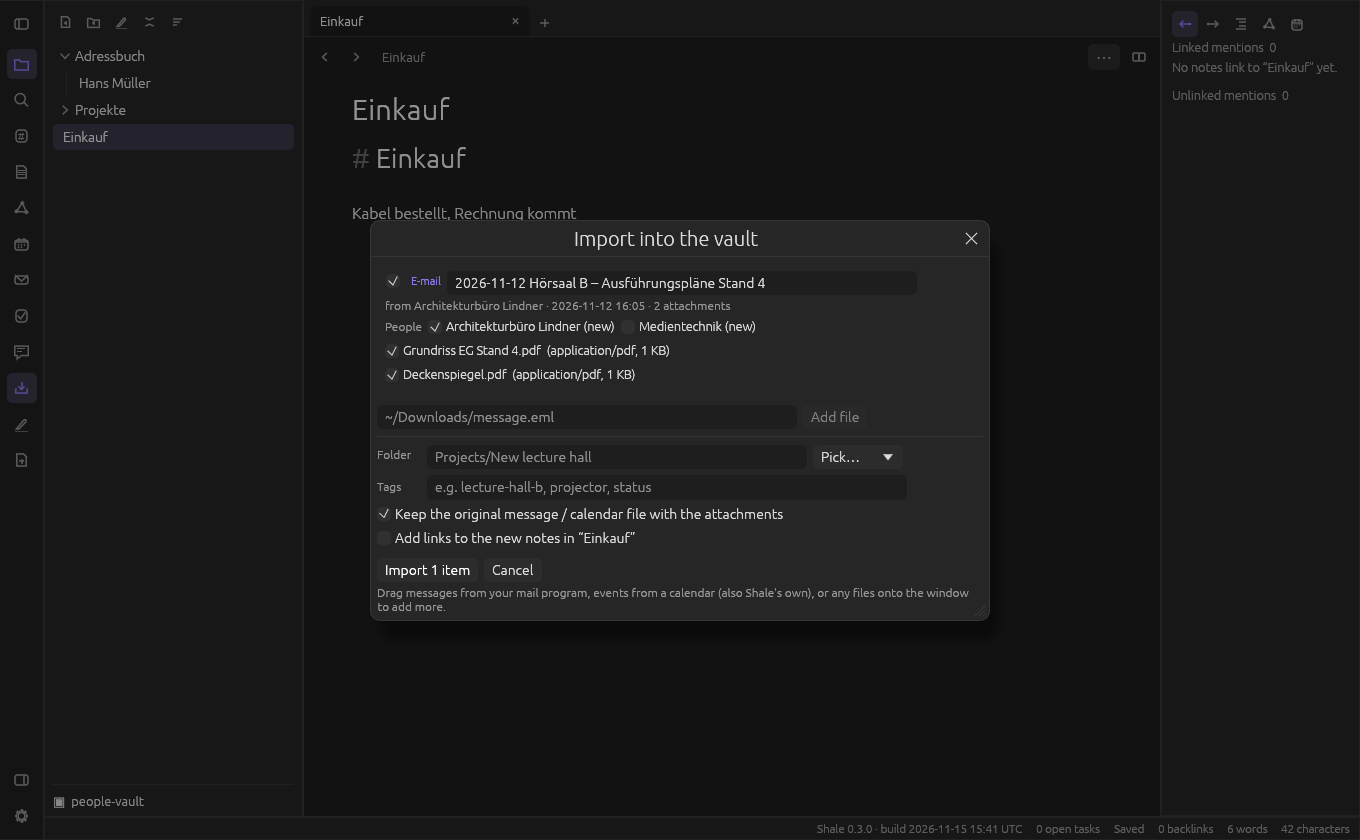 Einkauf
Adressbuch
Hans Müller
Projekte
Einkauf
people-vault
Einkauf
Einkauf
# Einkauf
Kabel bestellt, Rechnung kommt
Import into the vault
E-mail 2026-11-12 Hörsaal B – Ausführungspläne Stand 4
from Architekturbüro Lindner · 2026-11-12 16:05 · 2 attachments
People Architekturbüro Lindner (new) Medientechnik (new)
Grundriss EG Stand 4.pdf (application/pdf, 1 KB)
Deckenspiegel.pdf (application/pdf, 1 KB)
~/Downloads/message.eml Add file
Folder Projects/New lecture hall Pick…
Tags e.g. lecture-hall-b, projector, status
Keep the original message / calendar file with the attachments
Add links to the new notes in “Einkauf”
Import 1 item Cancel
Drag messages from your mail program, events from a calendar (also Shale's own), or any files onto the window
to add more.
Linked mentions 0
No notes link to “Einkauf” yet.
Unlinked mentions 0
Shale 0.3.0 · build 2026-11-15 15:41 UTC 0 open tasks Saved 0 backlinks 6 words 42 characters